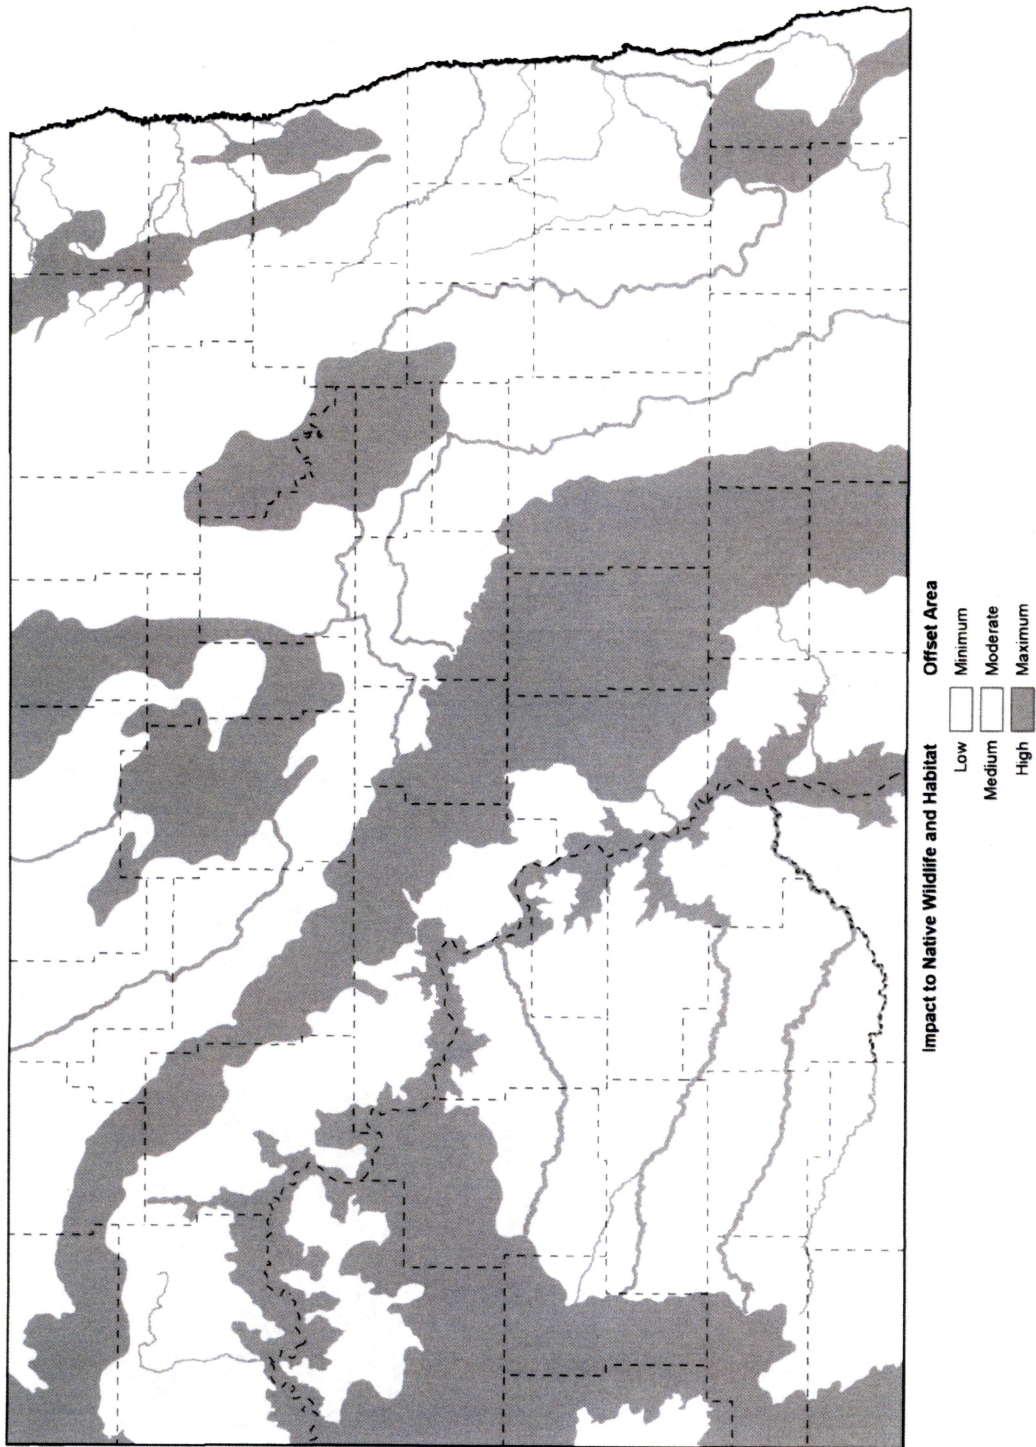 Impact to Native Wildlife and Habitat Offset Area
Low Minimum
Medium Moderate
High Maximum